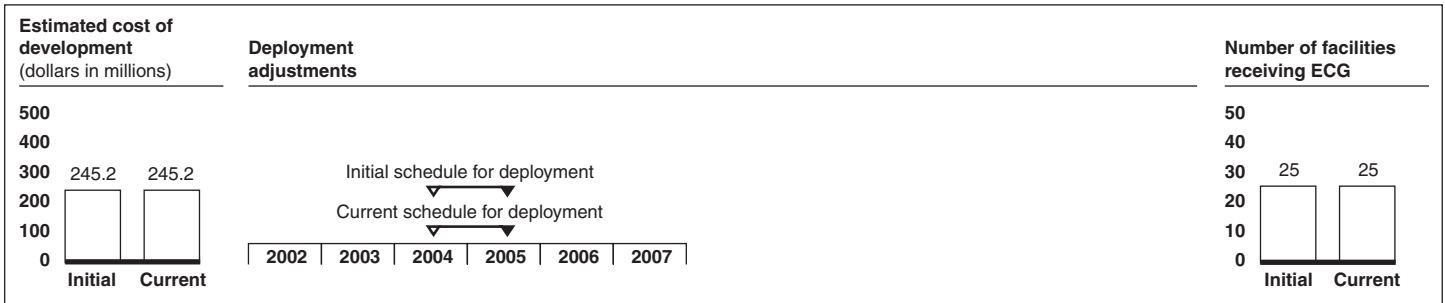 Estimated cost of
development
(dollars in millions)
500
400
300
200
100
0
245.2
245.2
Initial
Current
Deployment
adjustments
Initial schedule for deployment
Current schedule for deployment
2002
2003
2004
2005
2006
2007
Number of facilities
receiving ECG
50
40
30
20
10
0
25
25
Initial
Current